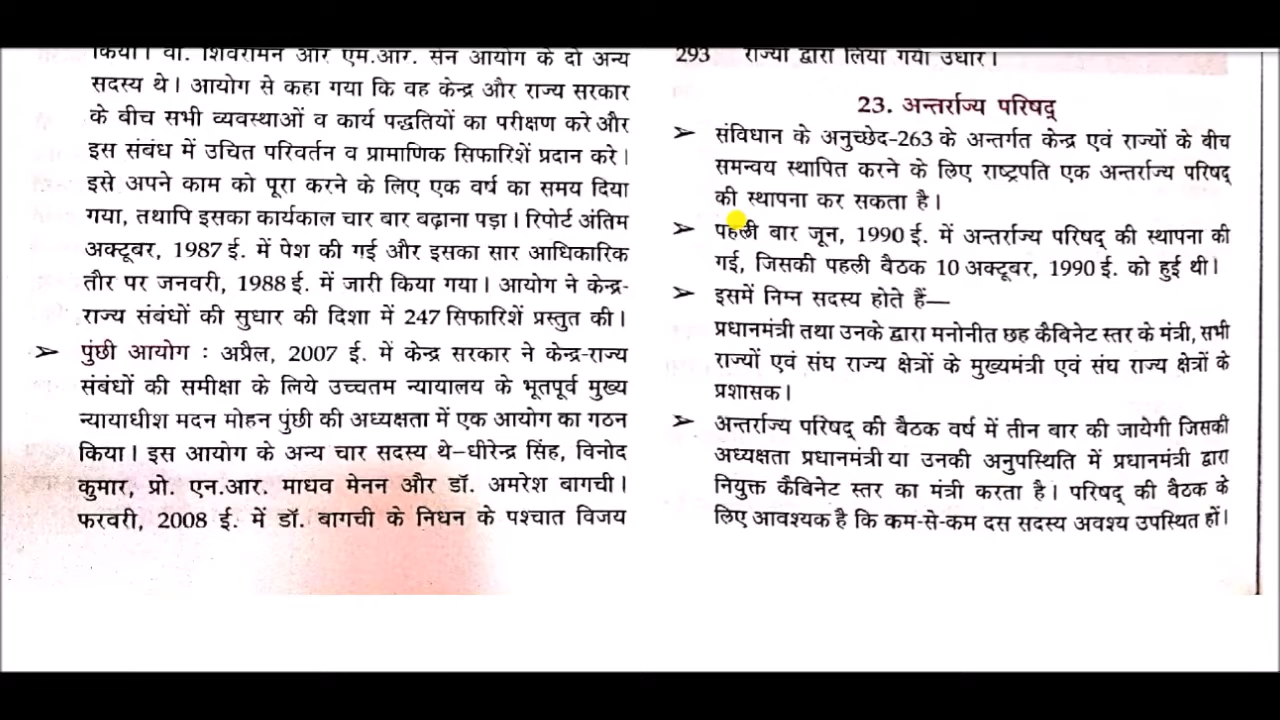 किया। वी. शिवरामन और एम.आर. सेन आयोग के दो अन्य
सदस्य थे। आयोग से कहा गया कि वह केन्द्र और राज्य सरकार
के बीच सभी व्यवस्थाओं व कार्य पद्धतियों का परीक्षण करे और
इस संबंध में उचित परिवर्तन व प्रामाणिक सिफारिशें प्रदान करे।
इसे अपने काम को पूरा करने के लिए एक वर्ष का समय दिया
गया, तथापि इसका कार्यकाल चार बार बढ़ाना पड़ा। रिपोर्ट अंतिम
अक्टूबर, 1987 ई. में पेश की गई और इसका सार आधिकारिक
तौर पर जनवरी, 1988 ई. में जारी किया गया। आयोग ने केन्द्र-
राज्य संबंधों की सुधार की दिशा में 247 सिफारिशें प्रस्तुत की।
➢ पुंछी आयोग : अप्रैल, 2007 ई. में केन्द्र सरकार ने केन्द्र-राज्य
संबंधों की समीक्षा के लिये उच्चतम न्यायालय के भूतपूर्व मुख्य
न्यायाधीश मदन मोहन पुंछी की अध्यक्षता में एक आयोग का गठन
किया। इस आयोग के अन्य चार सदस्य थे–धीरेन्द्र सिंह, विनोद
कुमार, प्रो. एन.आर. माधव मेनन और डॉ. अमरेश बागची।
फरवरी, 2008 ई. में डॉ. बागची के निधन के पश्चात विजय
293 राज्यों द्वारा लिया गया उधार।
23. अन्तर्राज्य परिषद्
➢ संविधान के अनुच्छेद-263 के अन्तर्गत केन्द्र एवं राज्यों के बीच
समन्वय स्थापित करने के लिए राष्ट्रपति एक अन्तर्राज्य परिषद्
की स्थापना कर सकता है।
➢ पहली बार जून, 1990 ई. में अन्तर्राज्य परिषद् की स्थापना की
गई, जिसकी पहली बैठक 10 अक्टूबर, 1990 ई. को हुई थी।
➢ इसमें निम्न सदस्य होते हैं—
प्रधानमंत्री तथा उनके द्वारा मनोनीत छह कैबिनेट स्तर के मंत्री, सभी
राज्यों एवं संघ राज्य क्षेत्रों के मुख्यमंत्री एवं संघ राज्य क्षेत्रों के
प्रशासक।
➢ अन्तर्राज्य परिषद् की बैठक वर्ष में तीन बार की जायेगी जिसकी
अध्यक्षता प्रधानमंत्री या उनकी अनुपस्थिति में प्रधानमंत्री द्वारा
नियुक्त कैबिनेट स्तर का मंत्री करता है। परिषद् की बैठक के
लिए आवश्यक है कि कम-से-कम दस सदस्य अवश्य उपस्थित हों।